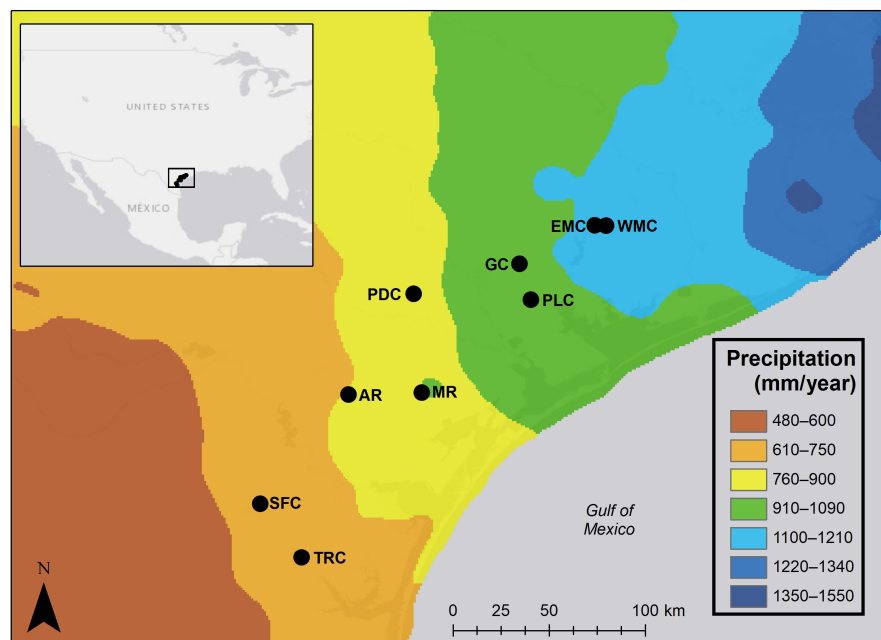 UNITED STATES
MÉXICO
EMC WMC
GC
PDC
PLC
AR
MR
SFC
TRC
Gulf of
Mexico
N
0 25 50 100 km
Precipitation
(mm/year)
480–600
610–750
760–900
910–1090
1100–1210
1220–1340
1350–1550